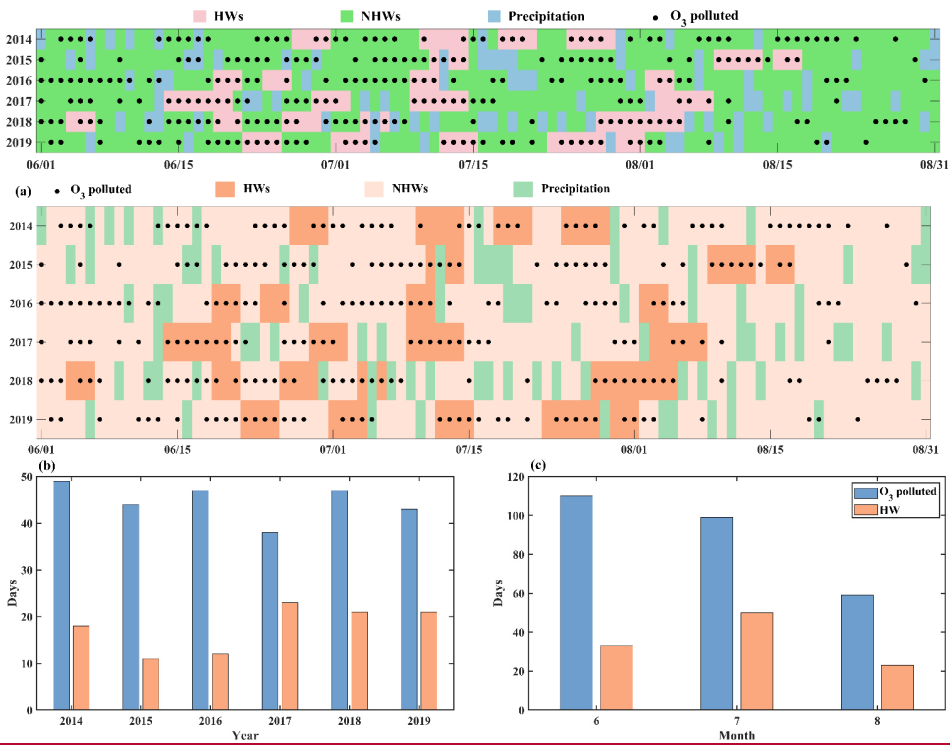 HWs NHWs Precipitation O3 polluted
2014
2015
2016
2017
2018
2019
06/01 06/15 07/01 07/15 08/01 08/15 08/31
(a) O3 polluted HWs NHWs Precipitation
2014
2015
2016
2017
2018
2019
06/01 06/15 07/01 07/15 08/01 08/15 08/31
(b)
50
40
30
20
10
0
Days
2014 2015 2016 2017 2018 2019
Year
(c)
120
100
80
60
40
20
0
Days
O3 polluted
HW
6 7 8
Month